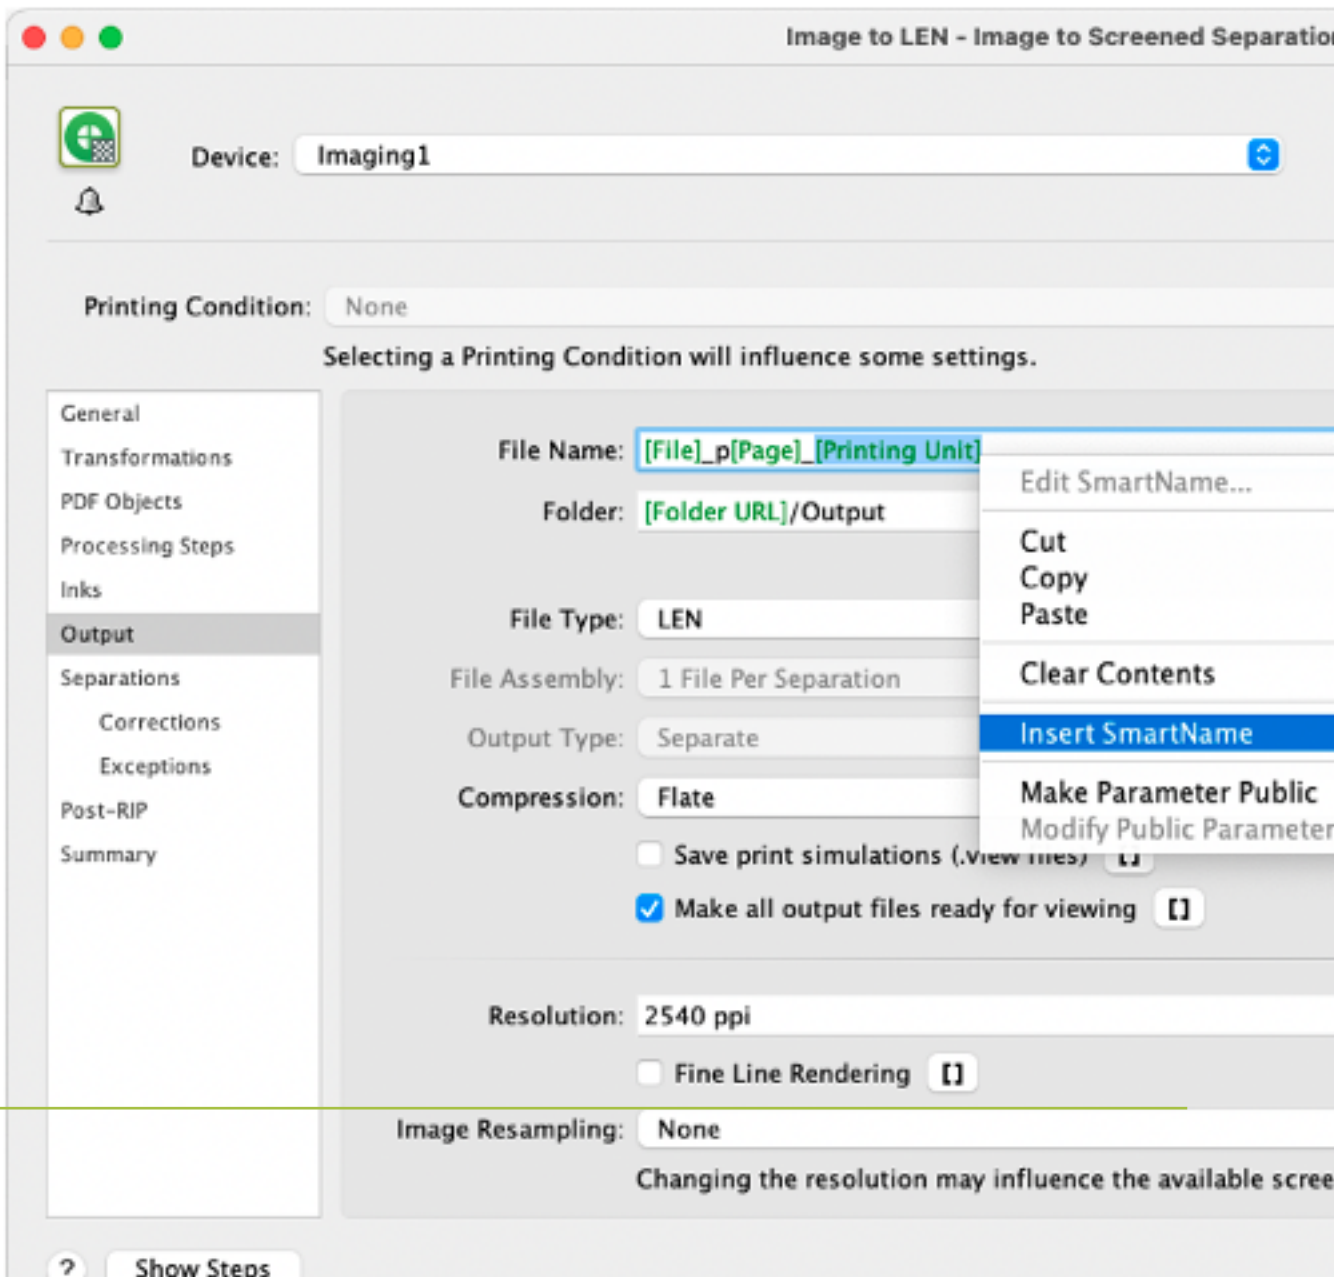 Image to LEN - Image to Screened Separation
Device: Imaging1
Printing Condition: None
Selecting a Printing Condition will influence some settings.
General
Transformations
PDF Objects
Processing Steps
Inks
Output
Separations
Corrections
Exceptions
Post-RIP
Summary
File Name: [File]_p[Page]_[Printing Unit]
Folder: [Folder URL]/Output
File Type: LEN
File Assembly: 1 File Per Separation
Output Type: Separate
Compression: Flate
Save print simulations (.view files) []
Make all output files ready for viewing []
Resolution: 2540 ppi
Fine Line Rendering []
Image Resampling: None
Changing the resolution may influence the available scree
Edit SmartName...
Cut
Copy
Paste
Clear Contents
Insert SmartName
Make Parameter Public
Modify Public Parameter
? Show Steps